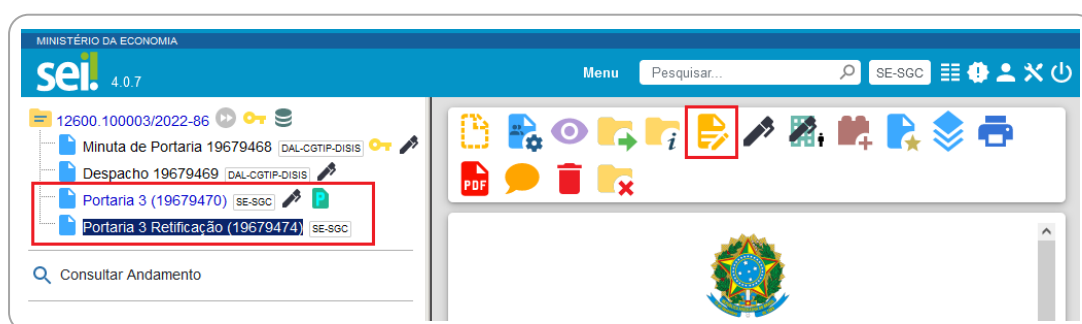 MINISTÉRIO DA ECONOMIA
sei! 4.0.7
Menu Pesquisar... SE-SGC
12600.100003/2022-86
Minuta de Portaria 19679468 DAL-CGTIP-DISIS
Despacho 19679469 DAL-CGTIP-DISIS
Portaria 3 (19679470) SE-SGC P
Portaria 3 Retificação (19679474) SE-SGC
Consultar Andamento
i
PDF